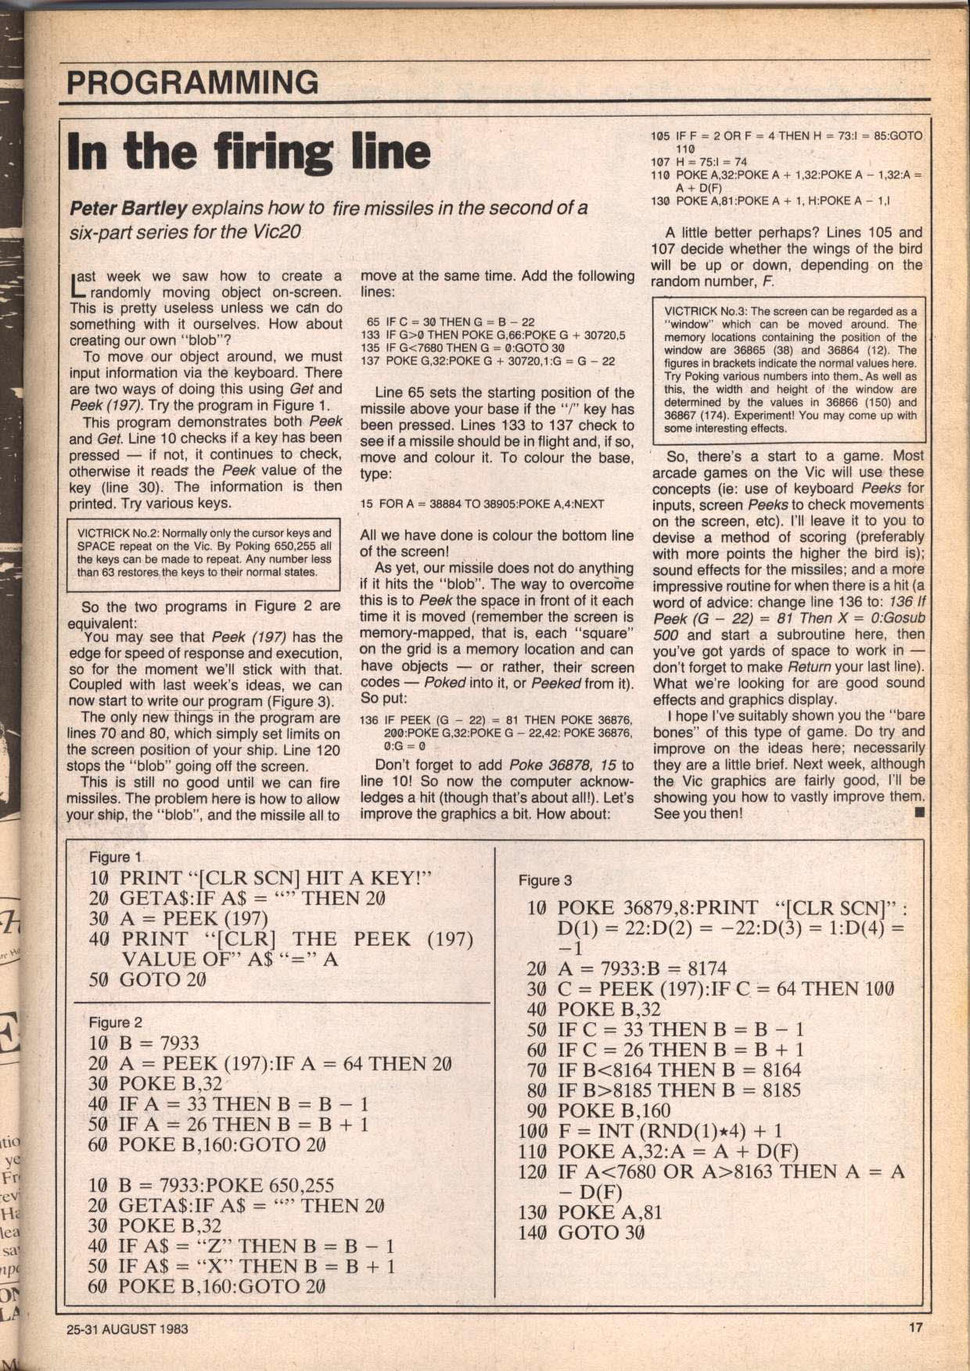 PROGRAMMING
In the firing line
Peter Bartley explains how to fire missiles in the second of a
six-part series for the Vic20
Last week we saw how to create a
randomly moving object on-screen.
This is pretty useless unless we can do
something with it ourselves. How about
creating our own “blob”?
To move our object around, we must
input information via the keyboard. There
are two ways of doing this using Get and
Peek (197). Try the program in Figure 1.
This program demonstrates both Peek
and Get. Line 10 checks if a key has been
pressed — if not, it continues to check,
otherwise it reads the Peek value of the
key (line 30). The information is then
printed. Try various keys.
VICTRICK No.2: Normally only the cursor keys and
SPACE repeat on the Vic. By Poking 650,255 all
the keys can be made to repeat. Any number less
than 63 restores the keys to their normal states.
So the two programs in Figure 2 are
equivalent:
You may see that Peek (197) has the
edge for speed of response and execution,
so for the moment we’ll stick with that.
Coupled with last week’s ideas, we can
now start to write our program (Figure 3).
The only new things in the program are
lines 70 and 80, which simply set limits on
the screen position of your ship. Line 120
stops the “blob” going off the screen.
This is still no good until we can fire
missiles. The problem here is how to allow
your ship, the “blob”, and the missile all to
move at the same time. Add the following
lines:
65 IF C = 30 THEN G = B − 22
133 IF G>0 THEN POKE G,66:POKE G + 30720,5
135 IF G<7680 THEN G = 0:GOTO 30
137 POKE G,32:POKE G + 30720,1:G = G − 22
Line 65 sets the starting position of the
missile above your base if the “/” key has
been pressed. Lines 133 to 137 check to
see if a missile should be in flight and, if so,
move and colour it. To colour the base,
type:
15 FOR A = 38884 TO 38905:POKE A,4:NEXT
All we have done is colour the bottom line
of the screen!
As yet, our missile does not do anything
if it hits the “blob”. The way to overcome
this is to Peek the space in front of it each
time it is moved (remember the screen is
memory-mapped, that is, each “square”
on the grid is a memory location and can
have objects — or rather, their screen
codes — Poked into it, or Peeked from it).
So put:
136 IF PEEK (G − 22) = 81 THEN POKE 36876,
200:POKE G,32:POKE G − 22,42: POKE 36876,
0:G = 0
Don’t forget to add Poke 36878, 15 to
line 10! So now the computer acknow-
ledges a hit (though that’s about all!). Let’s
improve the graphics a bit. How about:
105 IF F = 2 OR F = 4 THEN H = 73:I = 85:GOTO
110
107 H = 75:I = 74
110 POKE A,32:POKE A + 1,32:POKE A − 1,32:A =
A + D(F)
130 POKE A,81:POKE A + 1, H:POKE A − 1,I
A little better perhaps? Lines 105 and
107 decide whether the wings of the bird
will be up or down, depending on the
random number, F.
VICTRICK No.3: The screen can be regarded as a
“window” which can be moved around. The
memory locations containing the position of the
window are 36865 (38) and 36864 (12). The
figures in brackets indicate the normal values here.
Try Poking various numbers into them. As well as
this, the width and height of the window are
determined by the values in 36866 (150) and
36867 (174). Experiment! You may come up with
some interesting effects.
So, there’s a start to a game. Most
arcade games on the Vic will use these
concepts (ie: use of keyboard Peeks for
inputs, screen Peeks to check movements
on the screen, etc). I’ll leave it to you to
devise a method of scoring (preferably
with more points the higher the bird is);
sound effects for the missiles; and a more
impressive routine for when there is a hit (a
word of advice: change line 136 to: 136 If
Peek (G − 22) = 81 Then X = 0:Gosub
500 and start a subroutine here, then
you’ve got yards of space to work in —
don’t forget to make Return your last line).
What we’re looking for are good sound
effects and graphics display.
I hope I’ve suitably shown you the “bare
bones” of this type of game. Do try and
improve on the ideas here; necessarily
they are a little brief. Next week, although
the Vic graphics are fairly good, I’ll be
showing you how to vastly improve them.
See you then! ■
Figure 1
10 PRINT “[CLR SCN] HIT A KEY!”
20 GETA$:IF A$ = “” THEN 20
30 A = PEEK (197)
40 PRINT “[CLR] THE PEEK (197)
VALUE OF” A$ “=” A
50 GOTO 20
Figure 2
10 B = 7933
20 A = PEEK (197):IF A = 64 THEN 20
30 POKE B,32
40 IF A = 33 THEN B = B − 1
50 IF A = 26 THEN B = B + 1
60 POKE B,160:GOTO 20
10 B = 7933:POKE 650,255
20 GETA$:IF A$ = “” THEN 20
30 POKE B,32
40 IF A$ = “Z” THEN B = B − 1
50 IF A$ = “X” THEN B = B + 1
60 POKE B,160:GOTO 20
Figure 3
10 POKE 36879,8:PRINT “[CLR SCN]” :
D(1) = 22:D(2) = −22:D(3) = 1:D(4) =
−1
20 A = 7933:B = 8174
30 C = PEEK (197):IF C = 64 THEN 100
40 POKE B,32
50 IF C = 33 THEN B = B − 1
60 IF C = 26 THEN B = B + 1
70 IF B<8164 THEN B = 8164
80 IF B>8185 THEN B = 8185
90 POKE B,160
100 F = INT (RND(1)★4) + 1
110 POKE A,32:A = A + D(F)
120 IF A<7680 OR A>8163 THEN A = A
− D(F)
130 POKE A,81
140 GOTO 30
25-31 AUGUST 1983
17